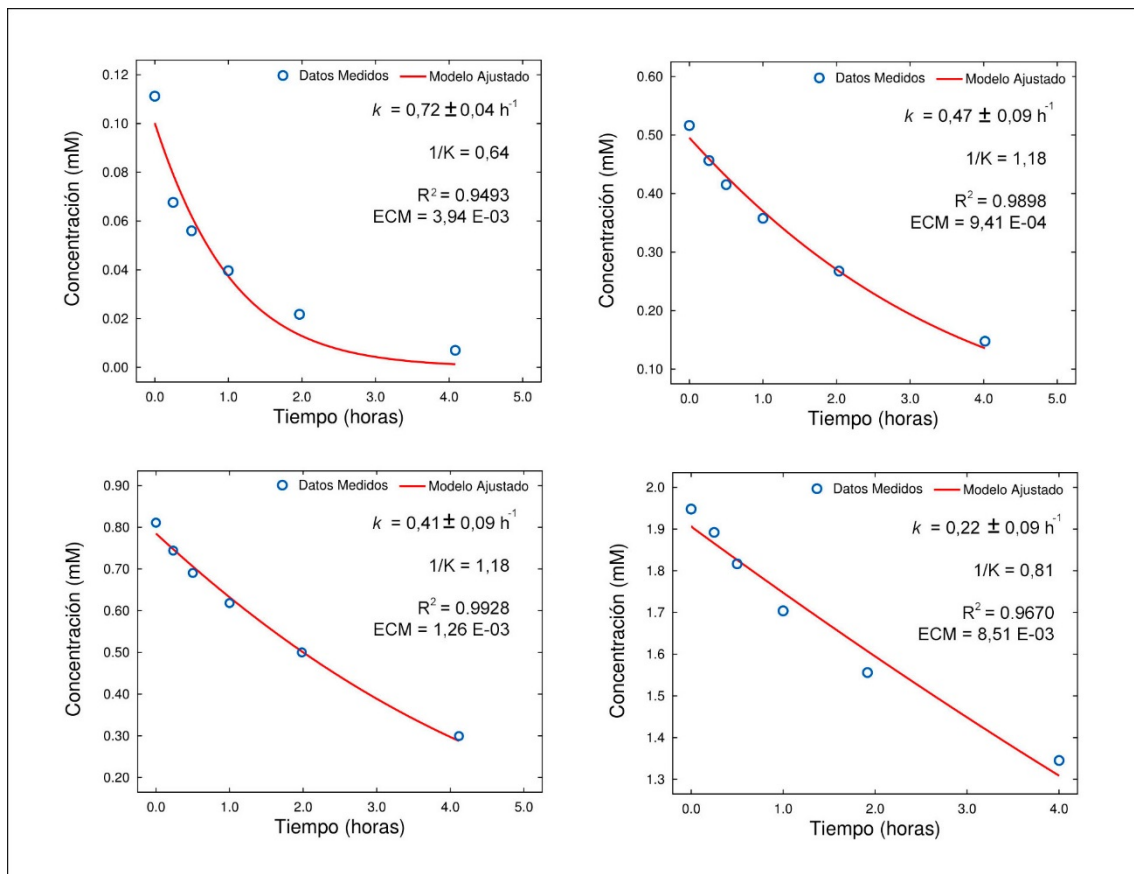 Datos Medidos Modelo Ajustado
k = 0,72 ± 0,04 h⁻¹
1/K = 0,64
R² = 0.9493
ECM = 3,94 E-03
Concentración (mM)
0.12
0.10
0.08
0.06
0.04
0.02
0.00
0.0 1.0 2.0 3.0 4.0 5.0
Tiempo (horas)
Datos Medidos Modelo Ajustado
k = 0,47 ± 0,09 h⁻¹
1/K = 1,18
R² = 0.9898
ECM = 9,41 E-04
Concentración (mM)
0.60
0.50
0.40
0.30
0.20
0.10
0.0 1.0 2.0 3.0 4.0 5.0
Tiempo (horas)
Datos Medidos Modelo Ajustado
k = 0,41 ± 0,09 h⁻¹
1/K = 1,18
R² = 0.9928
ECM = 1,26 E-03
Concentración (mM)
0.90
0.80
0.70
0.60
0.50
0.40
0.30
0.20
0.0 1.0 2.0 3.0 4.0 5.0
Tiempo (horas)
Datos Medidos Modelo Ajustado
k = 0,22 ± 0,09 h⁻¹
1/K = 0,81
R² = 0.9670
ECM = 8,51 E-03
Concentración (mM)
2.0
1.9
1.8
1.7
1.6
1.5
1.4
1.3
0.0 1.0 2.0 3.0 4.0
Tiempo (horas)